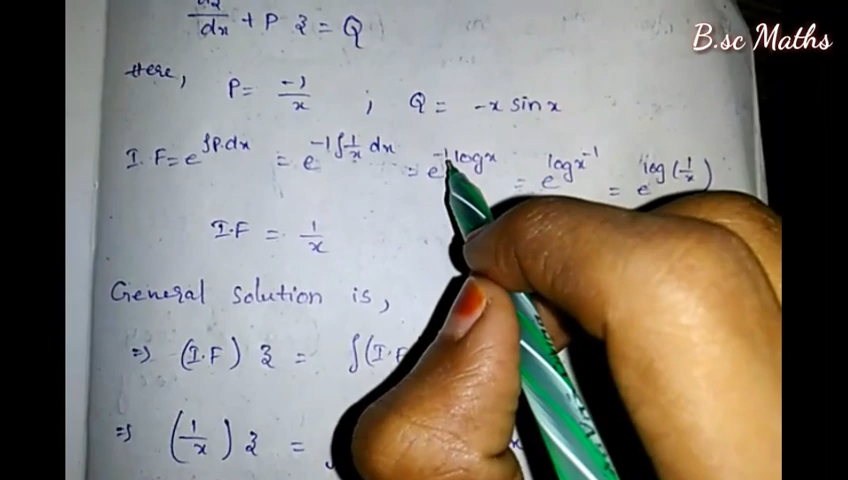 B.sc Maths
dz/dx + P z = Q
Here,
P = -1/x ; Q = -x sin x
I.F = e^∫P.dx = e^-1∫1/x dx = e^-1 log x = e^log x^-1 = e^log (1/x)
I.F = 1/x
General solution is,
⇒ (I.F) z = ∫(I.F
⇒ (1/x) z =